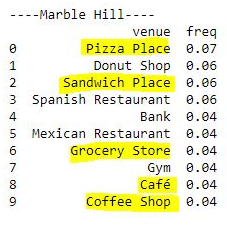 ----Marble Hill----
venue freq
0 Pizza Place 0.07
1 Donut Shop 0.06
2 Sandwich Place 0.06
3 Spanish Restaurant 0.06
4 Bank 0.04
5 Mexican Restaurant 0.04
6 Grocery Store 0.04
7 Gym 0.04
8 Café 0.04
9 Coffee Shop 0.04